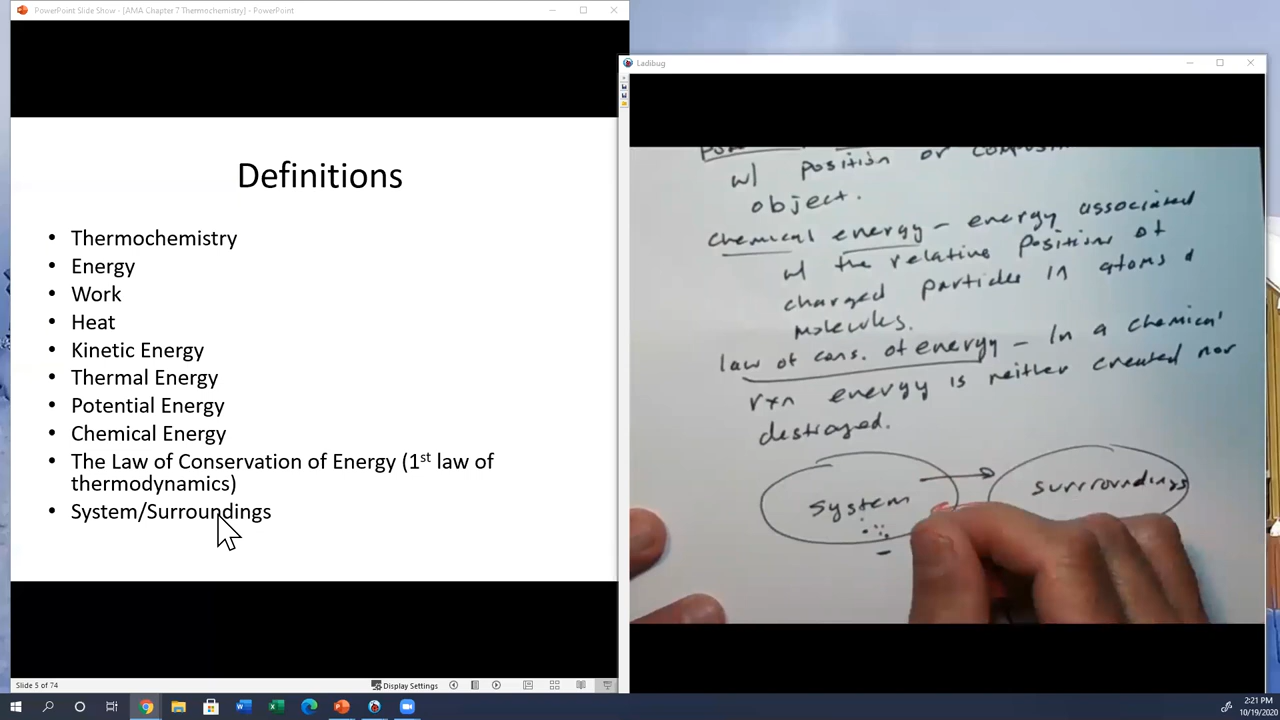 PowerPoint Slide Show - [AMA Chapter 7 Thermochemistry] - PowerPoint
Definitions
• Thermochemistry
• Energy
• Work
• Heat
• Kinetic Energy
• Thermal Energy
• Potential Energy
• Chemical Energy
• The Law of Conservation of Energy (1st law of
thermodynamics)
• System/Surroundings
Slide 5 of 74
Display Settings
Ladibug
w/ position or
object.
chemical energy – energy associated
w/ the relative position of
charged particles in atoms &
molecules.
law of cons. of energy – In a chemical
rxn energy is neither created nor
destroyed.
system
surrroundings
2:21 PM
10/19/2020